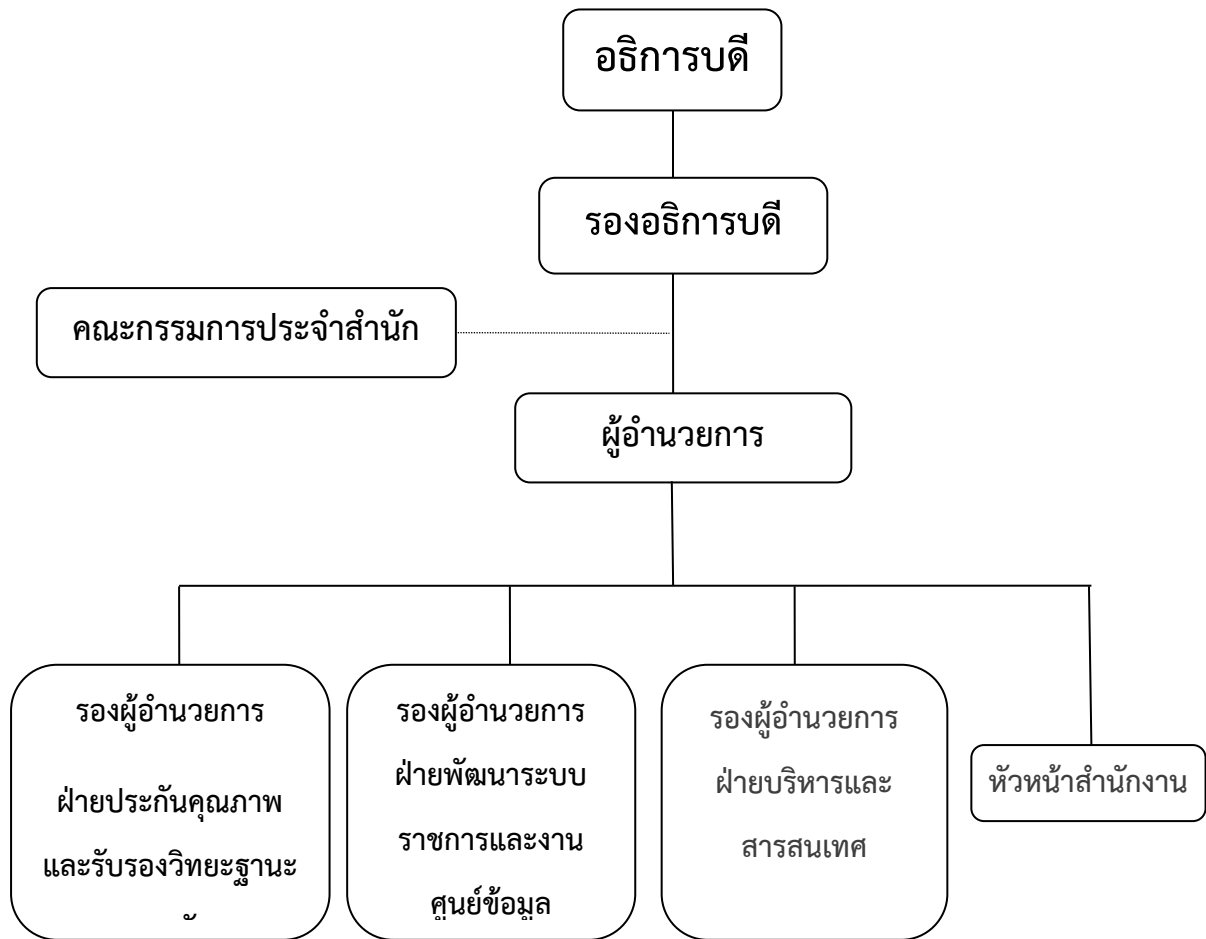 อธิการบดี
รองอธิการบดี
คณะกรรมการประจำสำนัก
ผู้อำนวยการ
รองผู้อำนวยการ
ฝ่ายประกันคุณภาพ
และรับรองวิทยะฐานะ
รองผู้อำนวยการ
ฝ่ายพัฒนาระบบ
ราชการและงาน
ศูนย์ข้อมูล
รองผู้อำนวยการ
ฝ่ายบริหารและ
สารสนเทศ
หัวหน้าสำนักงาน